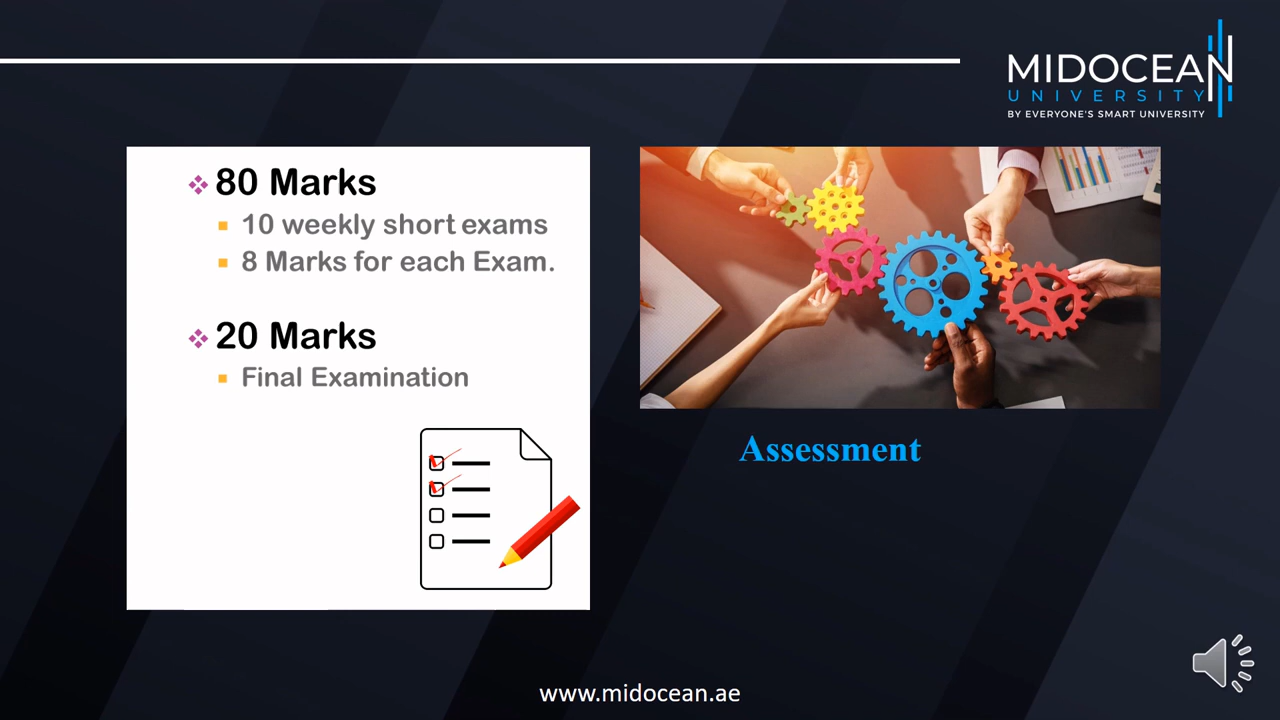 MIDOCEAN
UNIVERSITY
BY EVERYONE'S SMART UNIVERSITY
80 Marks
10 weekly short exams
8 Marks for each Exam.
20 Marks
Final Examination
Assessment
www.midocean.ae